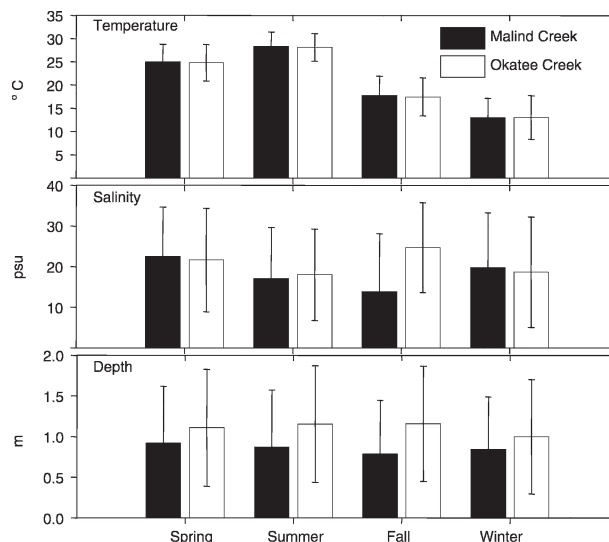 Temperature
Malind Creek
Okatee Creek
35
30
25
20
15
10
5
° C
Salinity
40
30
20
10
psu
Depth
2.0
1.5
1.0
0.5
0.0
m
Spring Summer Fall Winter